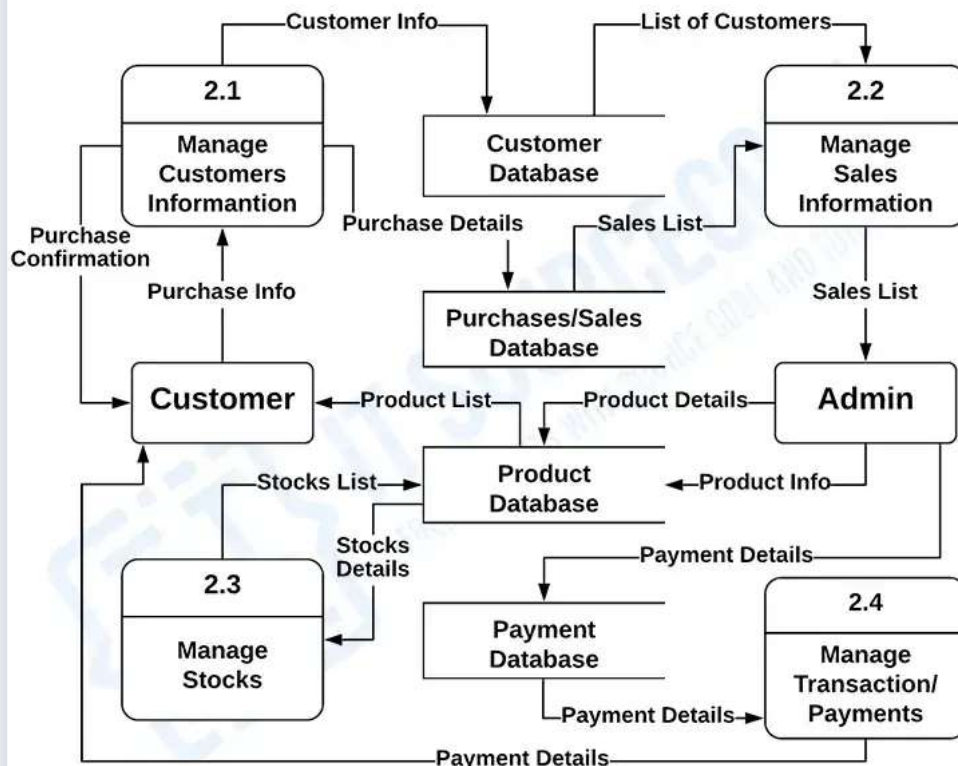 Customer Info
List of Customers
2.1
2.2
Manage
Customers
Informantion
Customer
Database
Manage
Sales
Information
Purchase
Confirmation
Purchase Details
Sales List
Purchase Info
Sales List
Purchases/Sales
Database
Customer
Product List
Product Details
Admin
Stocks List
Product
Database
Product Info
Stocks
Details
Payment Details
2.3
2.4
Manage
Stocks
Payment
Database
Manage
Transaction/
Payments
Payment Details
Payment Details